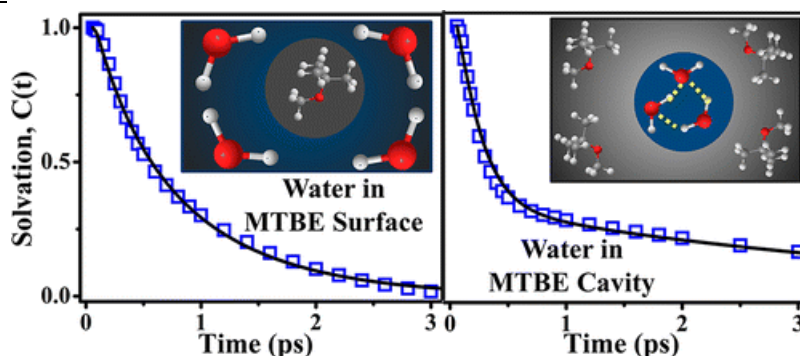 Solvation, C(t)
1.0
0.5
0.0
Water in
MTBE Surface
0
1
2
3
Time (ps)
Water in
MTBE Cavity
0
1
2
3
Time (ps)